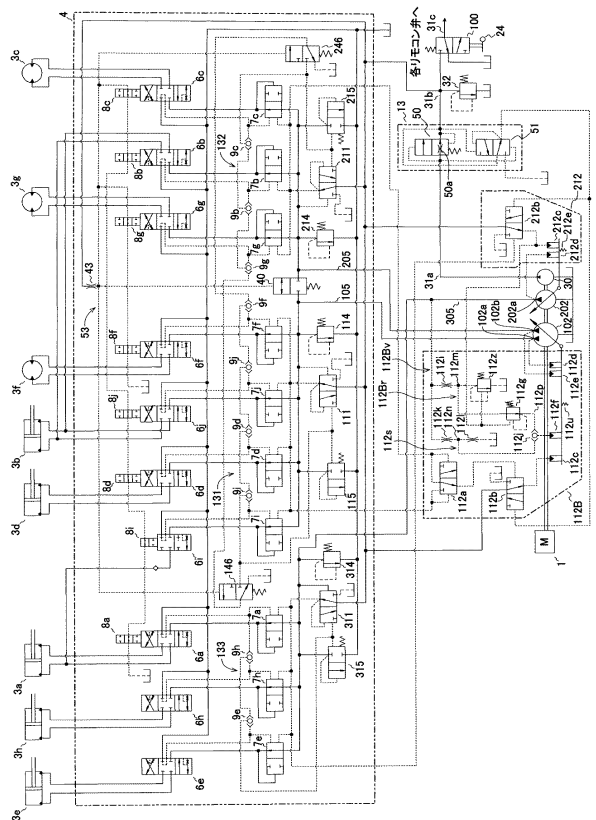 4
3c
8c
6c
3g
8b
6b
8g
6g
43
53
3f
8f
6f
3b
8j
6j
3d
8d
6d
8i
6i
3a
8a
6a
3h
6h
3e
6e
246
7c
9c
132
7b
9b
7g
9g
40
9f
7f
9j
7j
9d
7d
131
9i
7i
146
7a
133
9h
7h
9e
7e
215
211
214
205
105
114
111
115
314
311
315
各リモコン弁へ
31c
100
24
32
31b
13
50
50a
51
212
212b
212c
212e
212d
31a
30
305
202a
202
102a
102b
102
112Bv
112Br
112s
112i
112m
112z
112g
112k
112n
112l
112p
112j
112d
112e
112f
112u
112c
112a
112b
112B
M
1